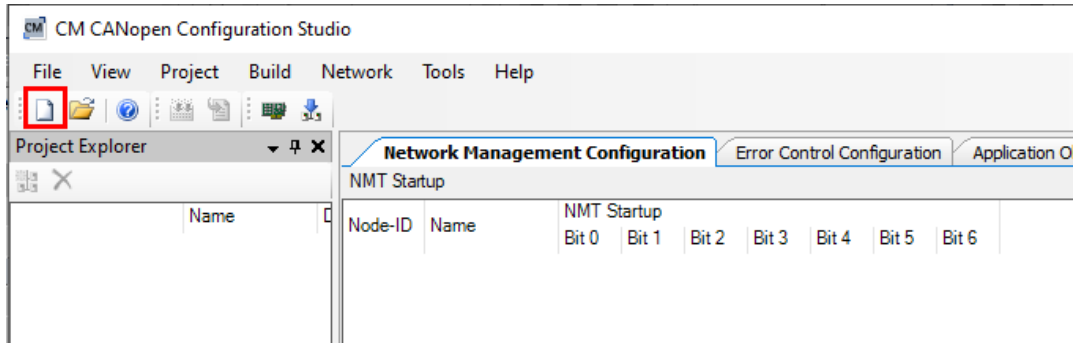 CM CM CANopen Configuration Studio
File View Project Build Network Tools Help
Project Explorer
Network Management Configuration Error Control Configuration Application O
NMT Startup
Name
Node-ID Name
NMT Startup
Bit 0 Bit 1 Bit 2 Bit 3 Bit 4 Bit 5 Bit 6